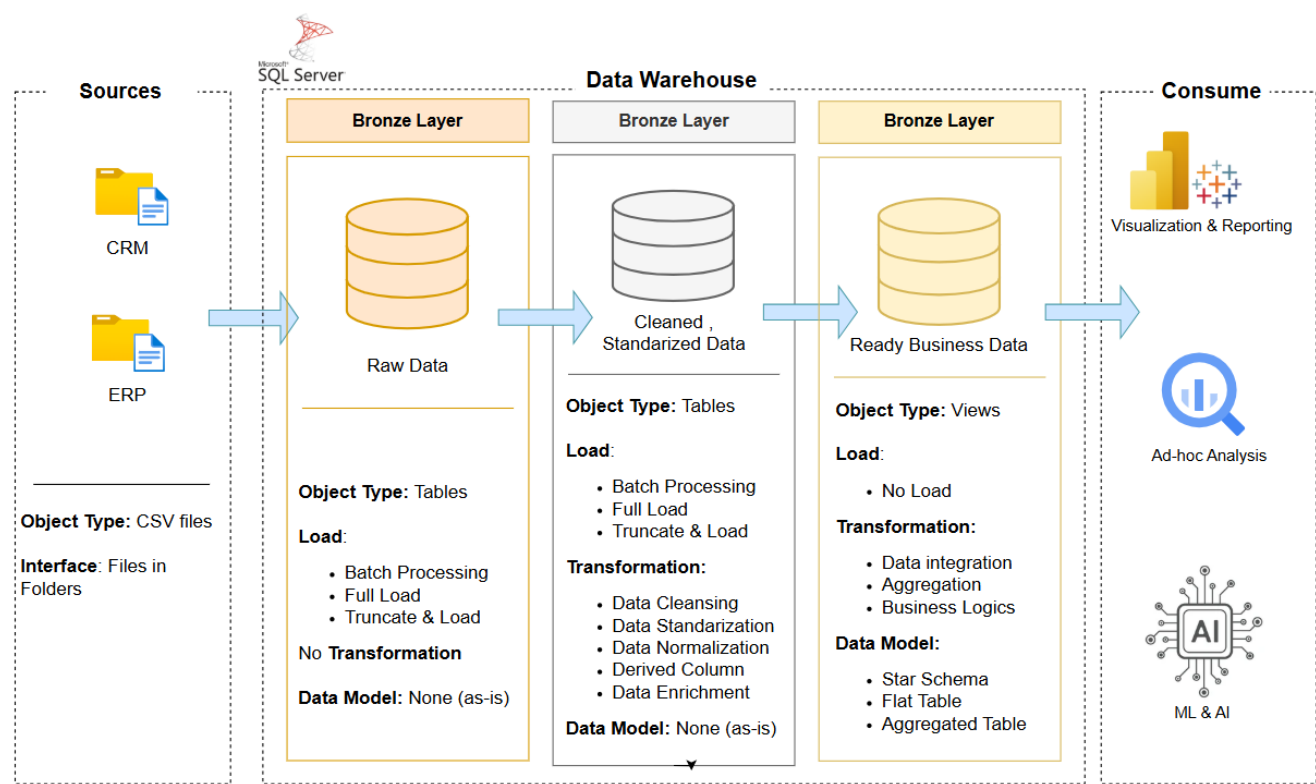 Microsoft®
SQL Server
Sources
CRM
ERP
Object Type: CSV files
Interface: Files in
Folders
Data Warehouse
Bronze Layer
Raw Data
Object Type: Tables
Load:
• Batch Processing
• Full Load
• Truncate & Load
No Transformation
Data Model: None (as-is)
Bronze Layer
Cleaned ,
Standarized Data
Object Type: Tables
Load:
• Batch Processing
• Full Load
• Truncate & Load
Transformation:
• Data Cleansing
• Data Standarization
• Data Normalization
• Derived Column
• Data Enrichment
Data Model: None (as-is)
Bronze Layer
Ready Business Data
Object Type: Views
Load:
• No Load
Transformation:
• Data integration
• Aggregation
• Business Logics
Data Model:
• Star Schema
• Flat Table
• Aggregated Table
Consume
Visualization & Reporting
Ad-hoc Analysis
AI
ML & AI